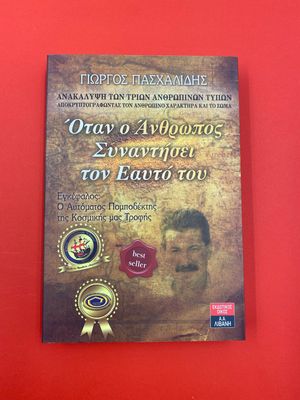 ΓΙΩΡΓΟΣ ΠΑΣΧΑΛΙΔΗΣ
ΑΝΑΚΑΛΥΨΗ ΤΩΝ ΤΡΙΩΝ ΑΝΘΡΩΠΙΝΩΝ ΤΥΠΩΝ
ΑΠΟΚΡΥΠΤΟΓΡΑΦΩΝΤΑΣ ΤΟΝ ΑΝΘΡΩΠΙΝΟ ΧΑΡΑΚΤΗΡΑ ΚΑΙ ΤΟ ΣΩΜΑ
Όταν ο Άνθρωπος
Συναντήσει
τον Εαυτό του
Εγκέφαλος:
Ο Αυτόματος Πομποδέκτης
της Κοσμικής μας Τροφής
best
seller
ΕΚΔΟΤΙΚΟΣ
ΟΙΚΟΣ
Α.Α.
ΛΙΒΑΝΗ